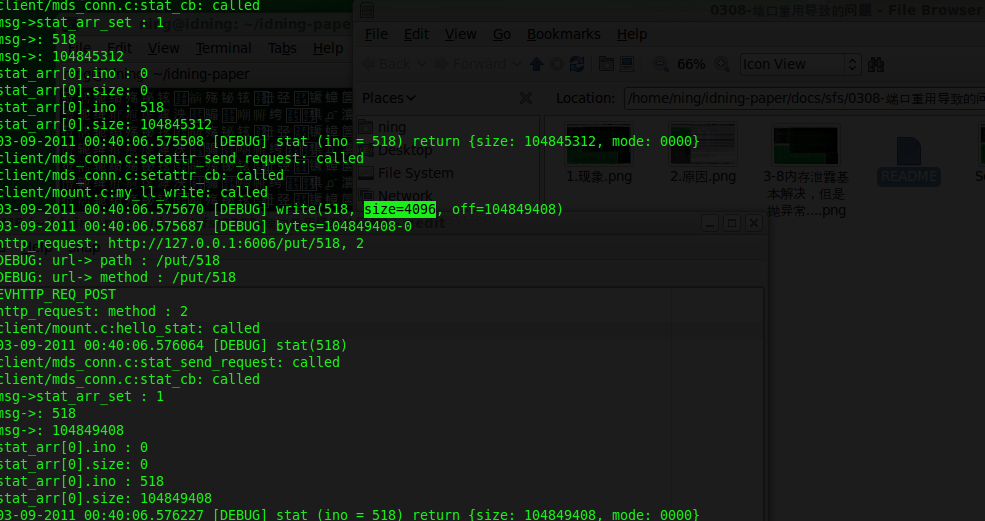 client/mds_conn.c:stat_cb: called
msg->stat_arr_set : 1
msg->: 518
msg->: 104845312
stat_arr[0].ino : 0
stat_arr[0].size: 0
stat_arr[0].ino : 518
stat_arr[0].size: 104845312
03-09-2011 00:40:06.575508 [DEBUG] stat (ino = 518) return {size: 104845312, mode: 0000}
client/mds_conn.c:setattr_send_request: called
client/mds_conn.c:setattr_cb: called
client/mount.c:my_ll_write: called
03-09-2011 00:40:06.575670 [DEBUG] write(518, size=4096, off=104849408)
03-09-2011 00:40:06.575687 [DEBUG] bytes=104849408-0
http_request: http://127.0.0.1:6006/put/518, 2
DEBUG: url-> path : /put/518
DEBUG: url-> method : /put/518
EVHTTP_REQ_POST
http_request: method : 2
client/mount.c:hello_stat: called
03-09-2011 00:40:06.576064 [DEBUG] stat(518)
client/mds_conn.c:stat_send_request: called
client/mds_conn.c:stat_cb: called
msg->stat_arr_set : 1
msg->: 518
msg->: 104849408
stat_arr[0].ino : 0
stat_arr[0].size: 0
stat_arr[0].ino : 518
stat_arr[0].size: 104849408
03-09-2011 00:40:06.576227 [DEBUG] stat (ino = 518) return {size: 104849408, mode: 0000}
idning: ~/idning-paper
Edit View Terminal Tabs Help
~/idning-paper
0308-端口重用导致的问题 - File Browser
File Edit View Go Bookmarks Help
Back Forward 66% Icon View
Places Location: /home/ning/idning-paper/docs/sfs/0308-端口重用导致的
ning
Desktop
File System
Network
1.现象.png
2.原因.png
3-8内存泄露基
本解决，但是
抛异常....png
README